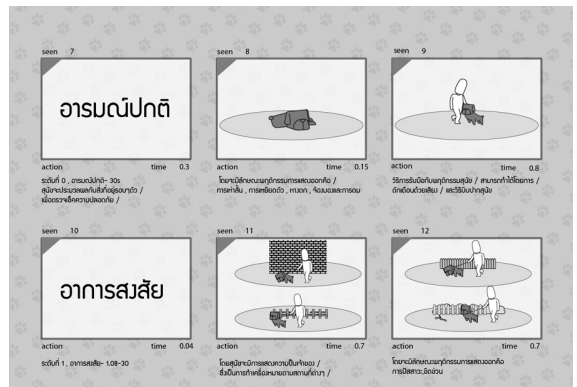 seen 7
อารมณ์ปกติ
action time 0.3
ระดับที่ 0 , อารมณ์ปกติ- 30s
สุนัขจะประมวลผลกับสิ่งที่อยู่รอบๆตัว /
เพื่อตรวจเช็คความปลอดภัย /
seen 8
action time 0.15
โดยจะมีลักษณะพฤติกรรมการแสดงออกคือ /
การเห่าสั้น , การเหยียดตัว , หางตก , จ้องมองและการดม
seen 9
action time 0.8
วิธีการรับมือกับพฤติกรรมสุนัข / สามารถทำได้โดยการ /
ตักเตือนด้วยเสียง / และวิธีบีบปากสุนัข
seen 10
อาการสงสัย
action time 0.04
ระดับที่ 1 , อาการสงสัย- 1.08-30
seen 11
action time 0.7
โดยสุนัขจะมีการแสดงความเป็นเจ้าของ /
ซึ่งเป็นการทำเครื่องหมายตามสถานที่ต่างๆ /
seen 12
action time 0.7
โดยจะมีลักษณะพฤติกรรมการแสดงออกคือ
การปัสสาวะ,ขีดข่วน